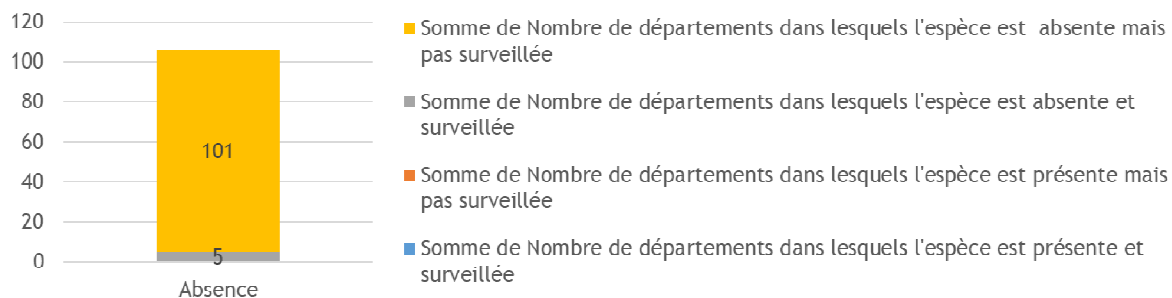 120
100
80
60
40
20
0
101
5
Absence
Somme de Nombre de départements dans lesquels l'espèce est absente mais
pas surveillée
Somme de Nombre de départements dans lesquels l'espèce est absente et
surveillée
Somme de Nombre de départements dans lesquels l'espèce est présente mais
pas surveillée
Somme de Nombre de départements dans lesquels l'espèce est présente et
surveillée